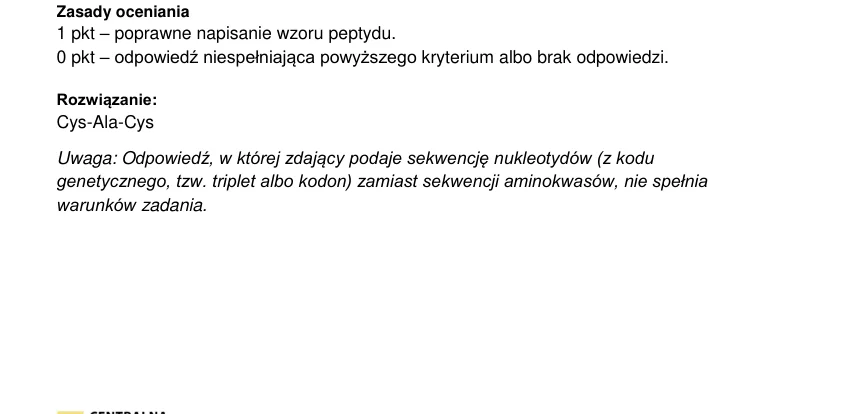 Zasady oceniania
1 pkt – poprawne napisanie wzoru peptydu.
0 pkt – odpowiedź niespełniająca powyższego kryterium albo brak odpowiedzi.
Rozwiązanie:
Cys-Ala-Cys
Uwaga: Odpowiedź, w której zdający podaje sekwencję nukleotydów (z kodu
genetycznego, tzw. triplet albo kodon) zamiast sekwencji aminokwasów, nie spełnia
warunków zadania.
CENTRALNA